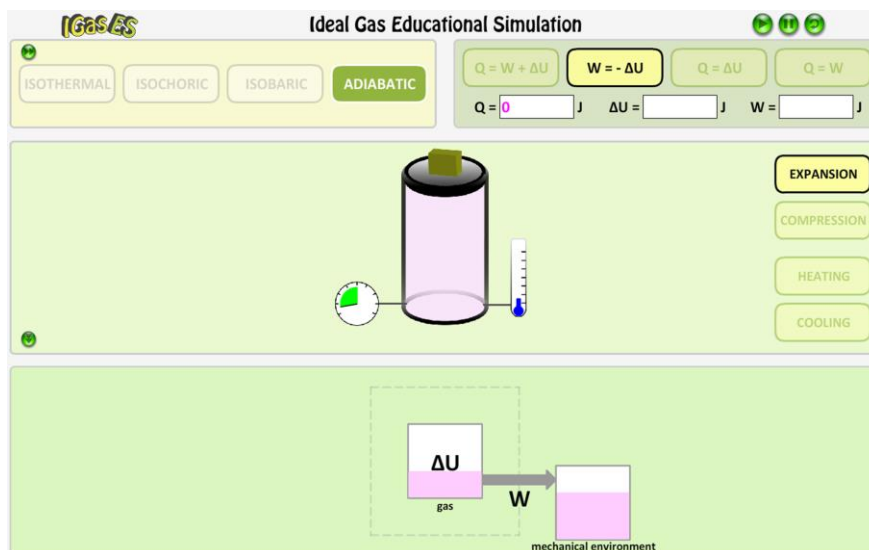 IGasES
Ideal Gas Educational Simulation
ISOTHERMAL
ISOCHORIC
ISOBARIC
ADIABATIC
Q = W + ΔU
W = - ΔU
Q = ΔU
Q = W
Q = 0 J ΔU = J W = J
EXPANSION
COMPRESSION
HEATING
COOLING
ΔU
gas
W
mechanical environment